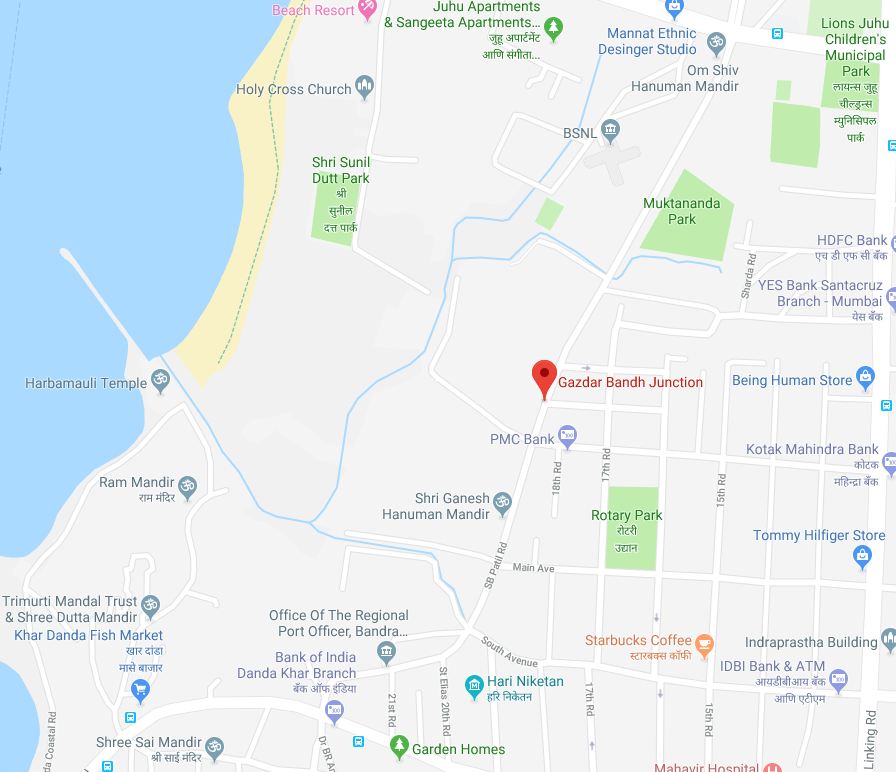 Beach Resort
Juhu Apartments
& Sangeeta Apartments...
जुहू अपार्टमेंट
आणि संगीता...
Mannat Ethnic
Desinger Studio
Lions Juhu
Children's
Municipal
Park
लायन्स जुहू
चील्ड्रन्स
म्युनिसिपल
पार्क
Om Shiv
Hanuman Mandir
Holy Cross Church
BSNL
Shri Sunil
Dutt Park
श्री
सुनील
दत्त पार्क
Muktananda
Park
HDFC Bank
एच डी एफ सी बँक
Sharda Rd
YES Bank Santacruz
Branch - Mumbai
येस बँक
Harbamauli Temple
Gazdar Bandh Junction
Being Human Store
PMC Bank
Kotak Mahindra Bank
कोटक
महिन्द्रा बँक
18th Rd
17th Rd
15th Rd
Ram Mandir
राम मंदिर
Shri Ganesh
Hanuman Mandir
Rotary Park
रोटरी
उद्यान
Tommy Hilfiger Store
SB Patil Rd
Main Ave
Trimurti Mandal Trust
& Shree Dutta Mandir
Office Of The Regional
Port Officer, Bandra...
Khar Danda Fish Market
खार दांडा
मासे बाजार
Starbucks Coffee
स्टारबक्स कॉफी
Indraprastha Building
South Avenue
Bank of India
Danda Khar Branch
बँक ऑफ इंडिया
IDBI Bank & ATM
आयडीबीआय बँक
आणि एटीएम
Hari Niketan
हरि निकेतन
21st Rd
St Elias 20th Rd
17th Rd
15th Rd
Linking Rd
da Coastal Rd
Dr BR Am
Shree Sai Mandir
श्री साई मंदिर
Garden Homes
Mahavir Hospital